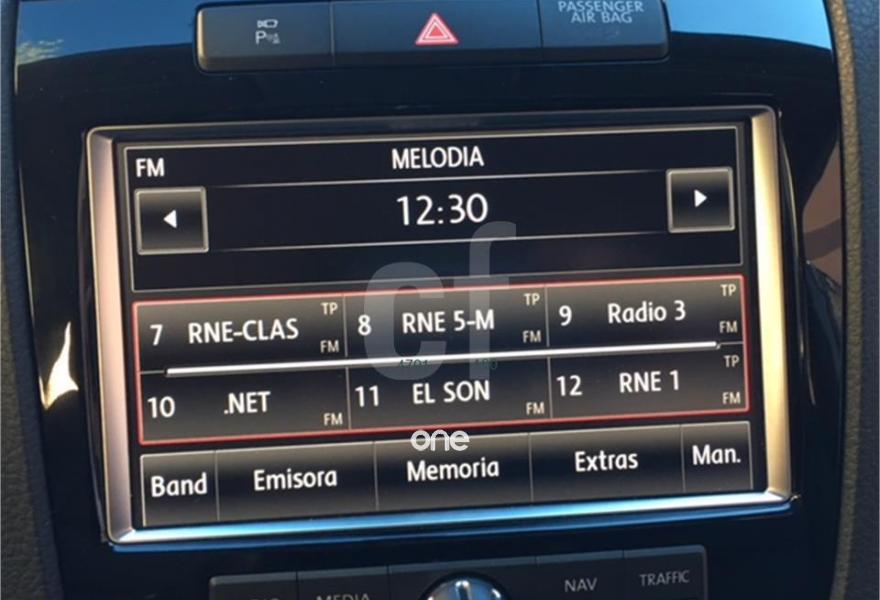 P
PASSENGER
AIR BAG
FM
MELODIA
12:30
7 RNE-CLAS TP FM
8 RNE 5-M TP FM
9 Radio 3 TP FM
10 .NET FM
11 EL SON FM
12 RNE 1 TP FM
cf
one
Band Emisora Memoria Extras Man.
MEDIA NAV TRAFFIC